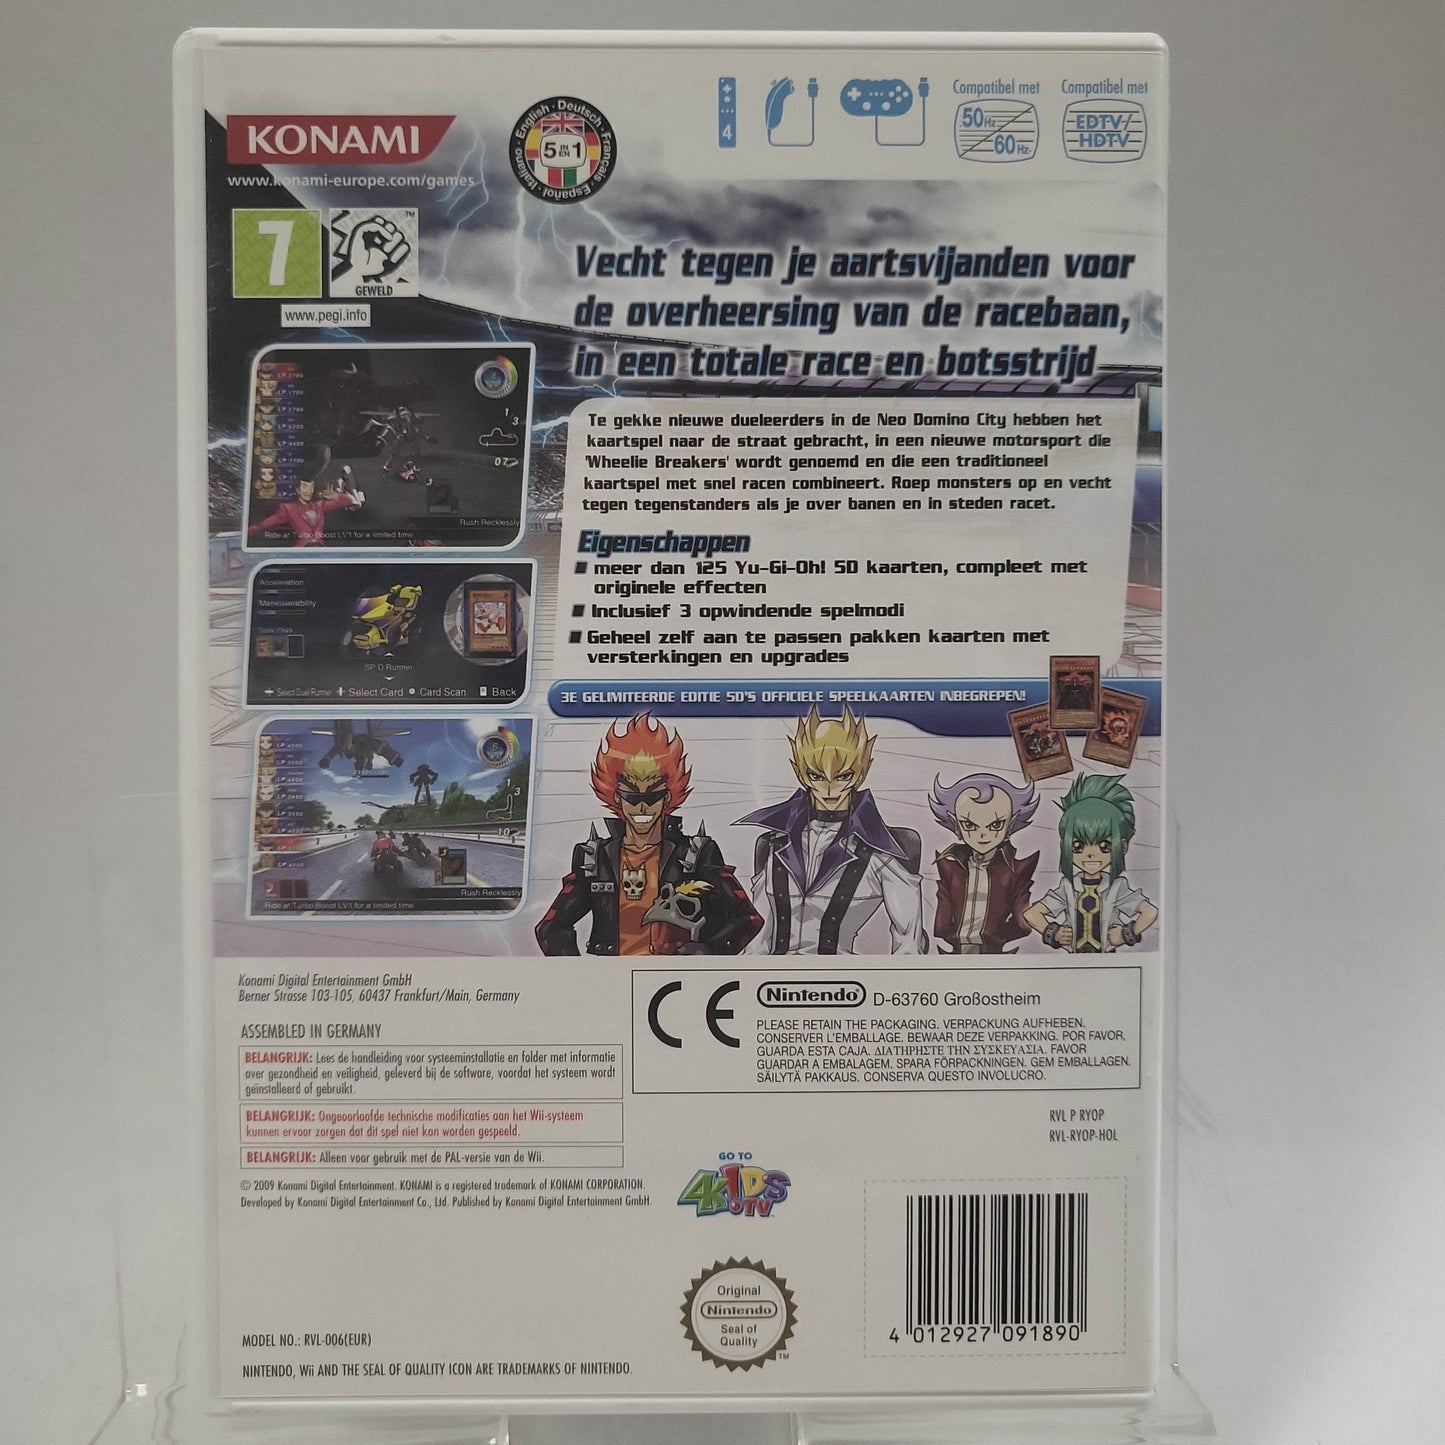 KONAMI
www.konami-europe.com/games
English · Deutsch · Français · Español · Italiano
5 IN EN 1
4
Compatibel met
50Hz
60Hz
Compatibel met
EDTV/
HDTV
7
GEWELD
www.pegi.info
Vecht tegen je aartsvijanden voor
de overheersing van de racebaan,
in een totale race en botsstrijd
Te gekke nieuwe dueleerders in de Neo Domino City hebben het
kaartspel naar de straat gebracht, in een nieuwe motorsport die
'Wheelie Breakers' wordt genoemd en die een traditioneel
kaartspel met snel racen combineert. Roep monsters op en vecht
tegen tegenstanders als je over banen en in steden racet.
Eigenschappen
meer dan 125 Yu-Gi-Oh! 5D kaarten, compleet met
originele effecten
Inclusief 3 opwindende spelmodi
Geheel zelf aan te passen pakken kaarten met
versterkingen en upgrades
3E GELIMITEERDE EDITIE 5D'S OFFICIELE SPEELKAARTEN INBEGREPEN!
1
3
07
Rush Recklessly
Ride at Turbo Boost LV1 for a limited time
Acceleration
Maneuverability
SP D Runner
Select Duel Runner Select Card Card Scan Back
6
1
3
10
Rush Recklessly
Ride at Turbo Boost LV1 for a limited time
Konami Digital Entertainment GmbH
Berner Strasse 103-105, 60437 Frankfurt/Main, Germany
ASSEMBLED IN GERMANY
BELANGRIJK: Lees de handleiding voor systeeminstallatie en folder met informatie
over gezondheid en veiligheid, geleverd bij de software, voordat het systeem wordt
geïnstalleerd of gebruikt.
BELANGRIJK: Ongeoorloofde technische modificaties aan het Wii-systeem
kunnen ervoor zorgen dat dit spel niet kan worden gespeeld.
BELANGRIJK: Alleen voor gebruik met de PAL-versie van de Wii.
© 2009 Konami Digital Entertainment. KONAMI is a registered trademark of KONAMI CORPORATION.
Developed by Konami Digital Entertainment Co., Ltd. Published by Konami Digital Entertainment GmbH.
CE
Nintendo® D-63760 Großostheim
PLEASE RETAIN THE PACKAGING. VERPACKUNG AUFHEBEN.
CONSERVER L'EMBALLAGE. BEWAAR DEZE VERPAKKING. POR FAVOR,
GUARDA ESTA CAJA. ΔΙΑΤΗΡΗΣΤΕ ΤΗΝ ΣΥΣΚΕΥΑΣΙΑ. FAVOR
GUARDAR A EMBALAGEM. SPARA FÖRPACKNINGEN. GEM EMBALLAGEN.
SÄILYTÄ PAKKAUS. CONSERVA QUESTO INVOLUCRO.
RVL P RYOP
RVL-RYOP-HOL
GO TO
4KIDS
.TV
Original
Nintendo
Seal of
Quality
TM
4 012927 091890
MODEL NO.: RVL-006(EUR)
NINTENDO, Wii AND THE SEAL OF QUALITY ICON ARE TRADEMARKS OF NINTENDO.